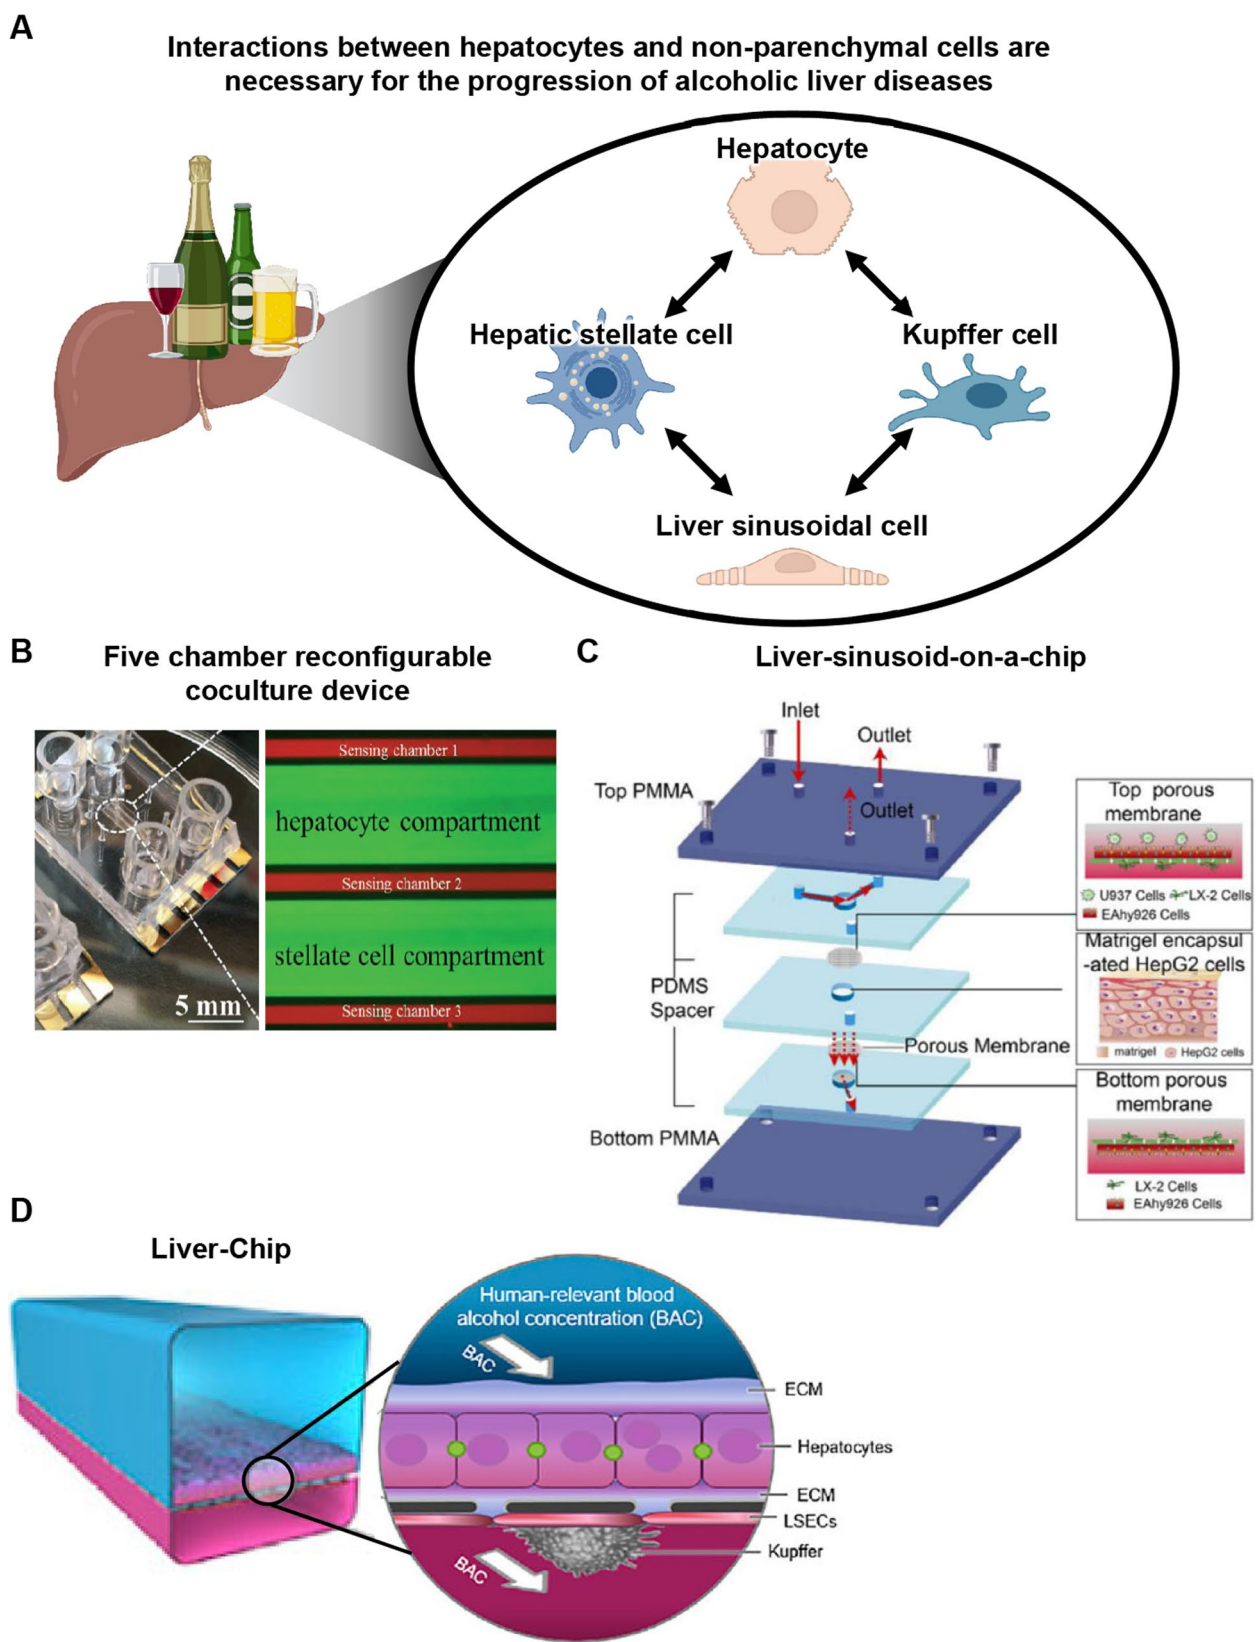 A
Interactions between hepatocytes and non-parenchymal cells are
necessary for the progression of alcoholic liver diseases
Hepatocyte
Hepatic stellate cell
Kupffer cell
Liver sinusoidal cell
B
Five chamber reconfigurable
coculture device
5 mm
Sensing chamber 1
hepatocyte compartment
Sensing chamber 2
stellate cell compartment
Sensing chamber 3
C
Liver-sinusoid-on-a-chip
Inlet
Outlet
Top PMMA
Outlet
PDMS
Spacer
Porous Membrane
Bottom PMMA
Top porous
membrane
U937 Cells
LX-2 Cells
EAhy926 Cells
Matrigel encapsul
-ated HepG2 cells
matrigel
HepG2 cells
Bottom porous
membrane
LX-2 Cells
EAhy926 Cells
D
Liver-Chip
Human-relevant blood
alcohol concentration (BAC)
BAC
ECM
Hepatocytes
ECM
LSECs
Kupffer
BAC